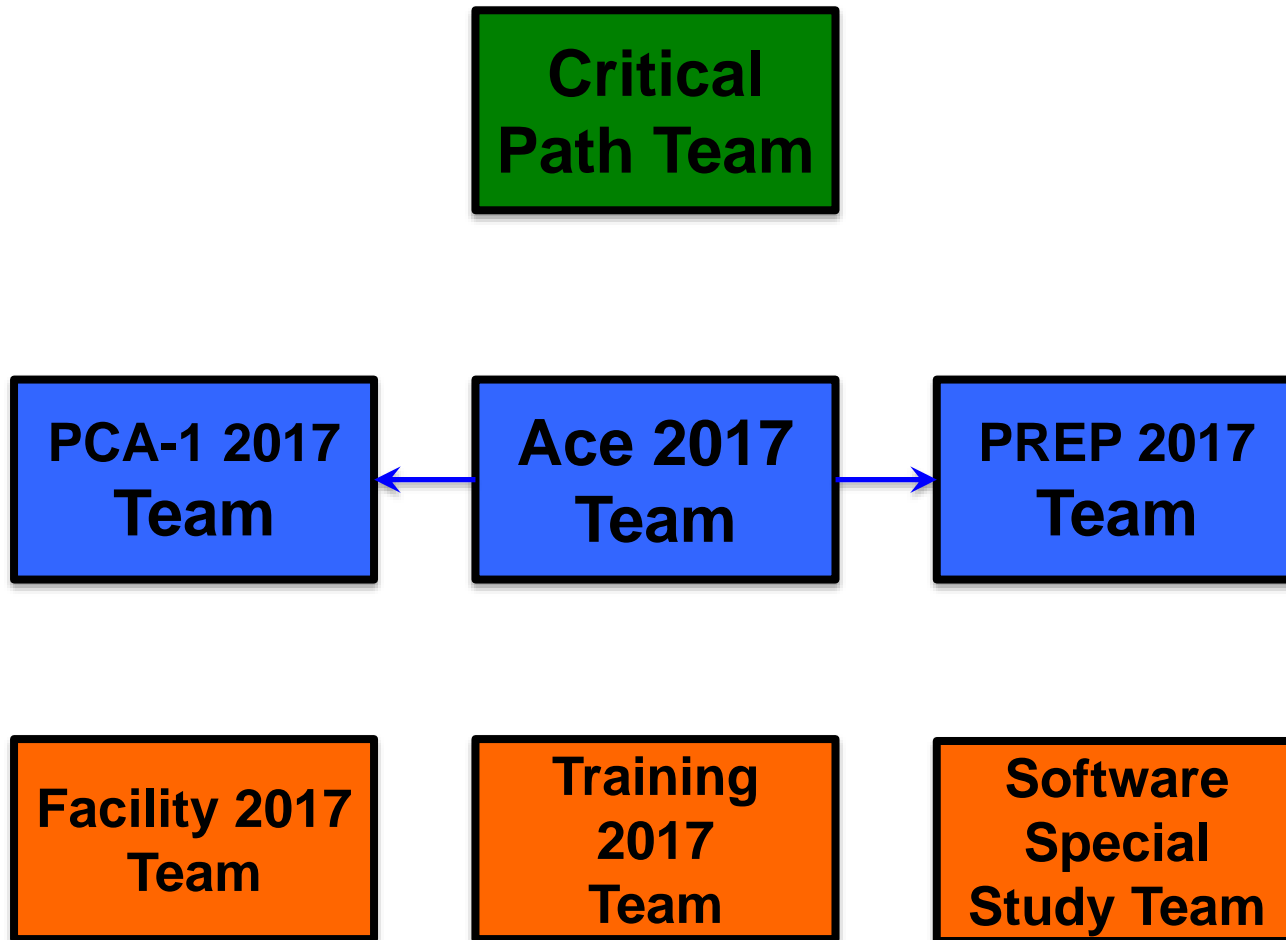 Critical
Path Team
PCA-1 2017
Team
Ace 2017
Team
PREP 2017
Team
Facility 2017
Team
Training
2017
Team
Software
Special
Study Team